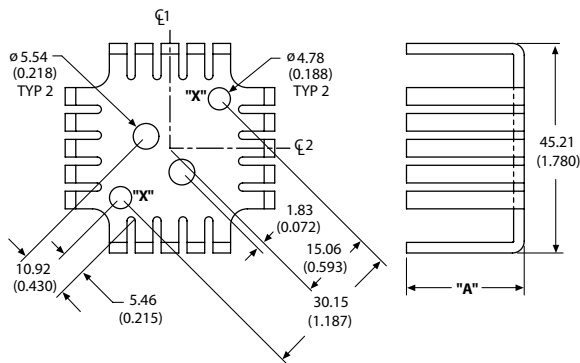 ℄1
ø 5.54
(0.218)
TYP 2
ø 4.78
(0.188)
TYP 2
"X"
℄2
45.21
(1.780)
"X"
1.83
(0.072)
15.06
(0.593)
10.92
(0.430)
5.46
(0.215)
30.15
(1.187)
"A"